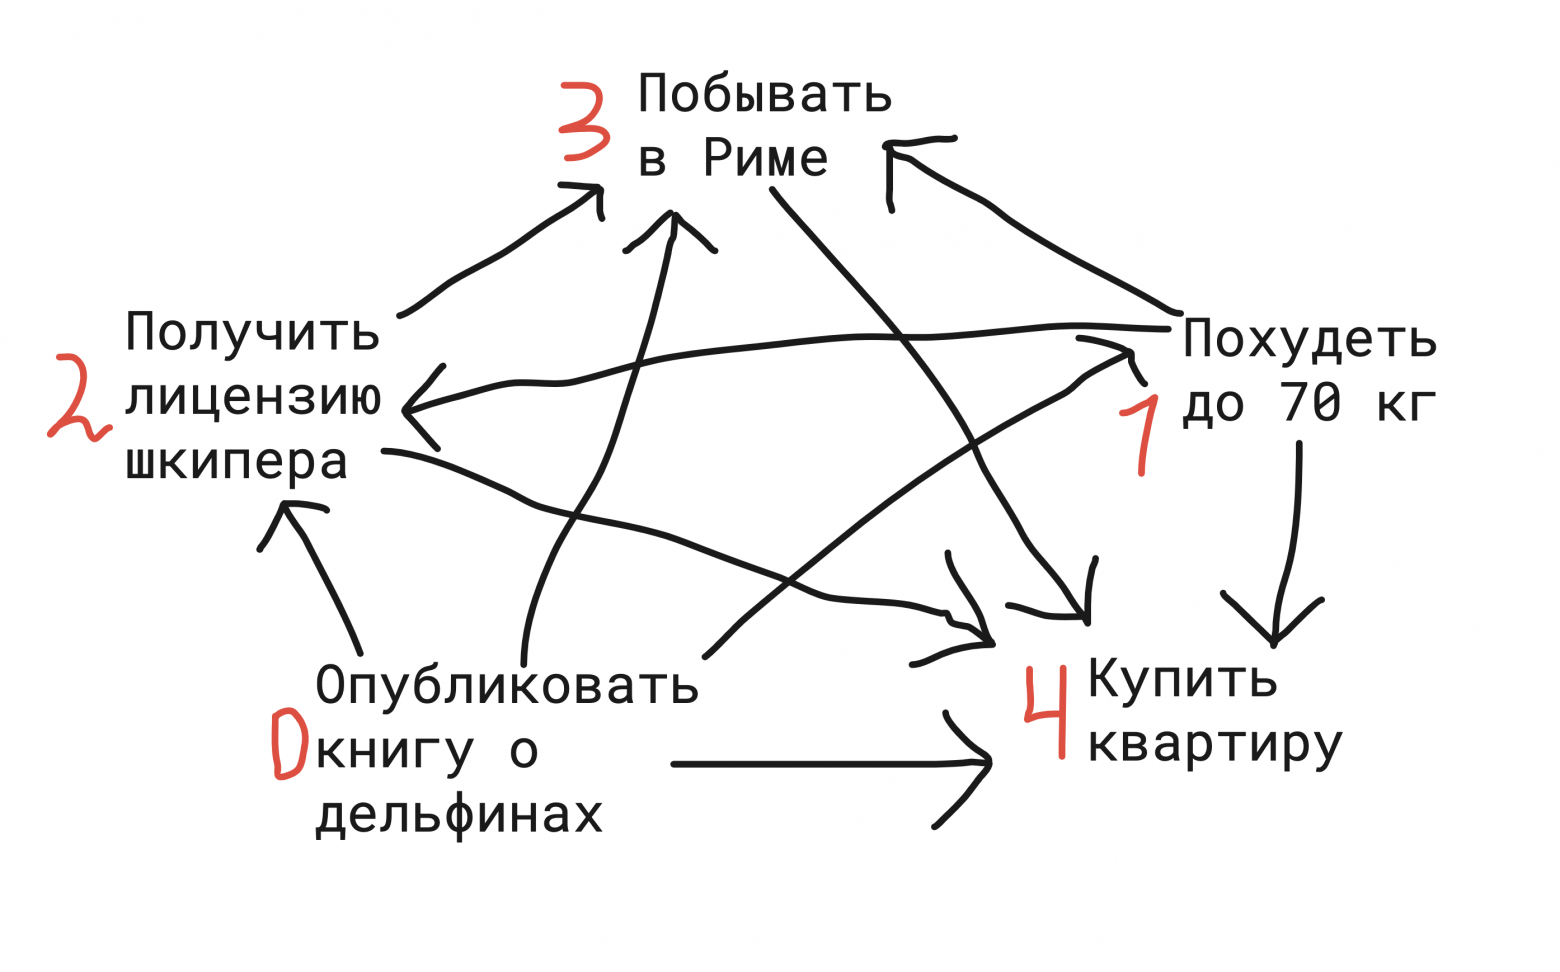 3 Побывать
в Риме
Получить
2 лицензию
шкипера
Похудеть
1 до 70 кг
Опубликовать
0 книгу о
дельфинах
4 Купить
квартиру